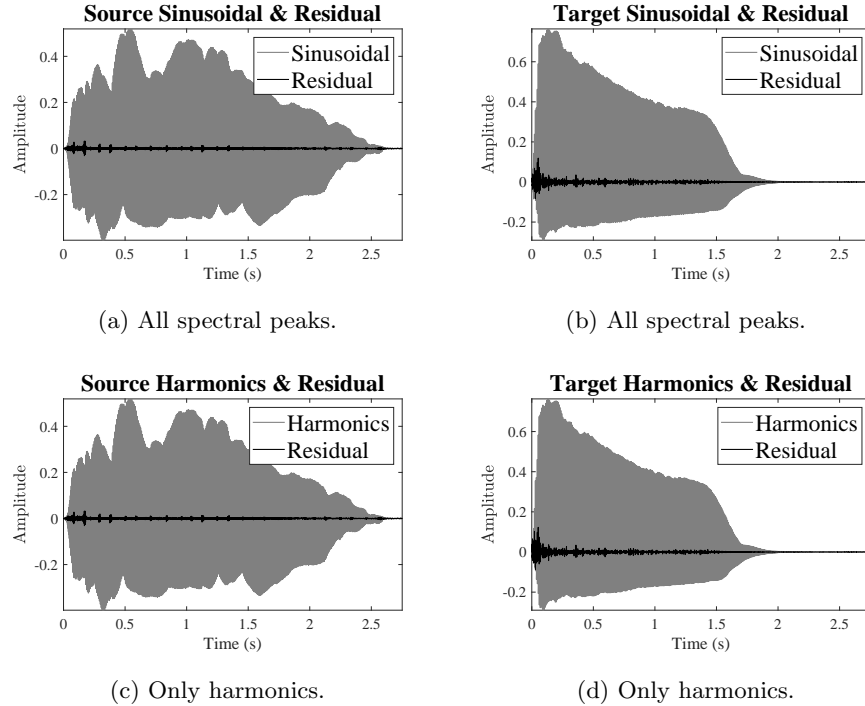 Source Sinusoidal & Residual
Sinusoidal
Residual
Amplitude
0.4
0.2
0
-0.2
0 0.5 1 1.5 2 2.5
Time (s)
(a) All spectral peaks.
Target Sinusoidal & Residual
Sinusoidal
Residual
Amplitude
0.6
0.4
0.2
0
-0.2
0 0.5 1 1.5 2 2.5
Time (s)
(b) All spectral peaks.
Source Harmonics & Residual
Harmonics
Residual
Amplitude
0.4
0.2
0
-0.2
0 0.5 1 1.5 2 2.5
Time (s)
(c) Only harmonics.
Target Harmonics & Residual
Harmonics
Residual
Amplitude
0.6
0.4
0.2
0
-0.2
0 0.5 1 1.5 2 2.5
Time (s)
(d) Only harmonics.